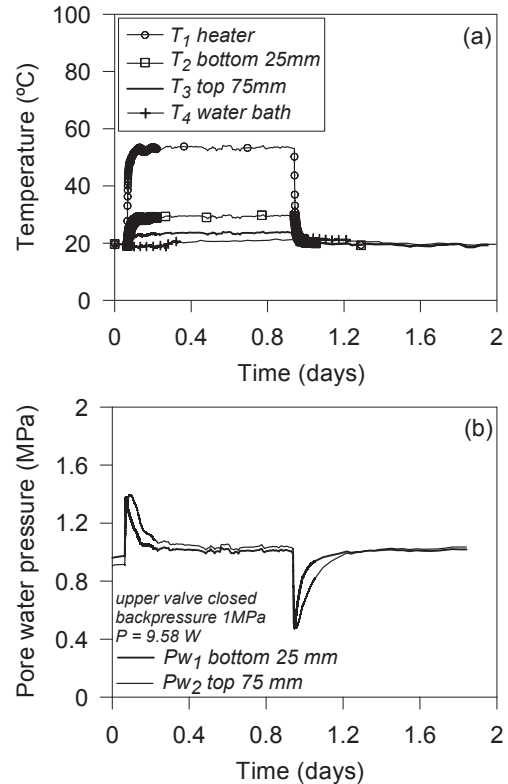 100
80
60
40
20
0
Temperature (ºC)
T1 heater
T2 bottom 25mm
T3 top 75mm
T4 water bath
(a)
0 0.4 0.8 1.2 1.6 2
Time (days)
2
1.6
1.2
0.8
0.4
0
Pore water pressure (MPa)
(b)
upper valve closed
backpressure 1MPa
P = 9.58 W
Pw1 bottom 25 mm
Pw2 top 75 mm
0 0.4 0.8 1.2 1.6 2
Time (days)